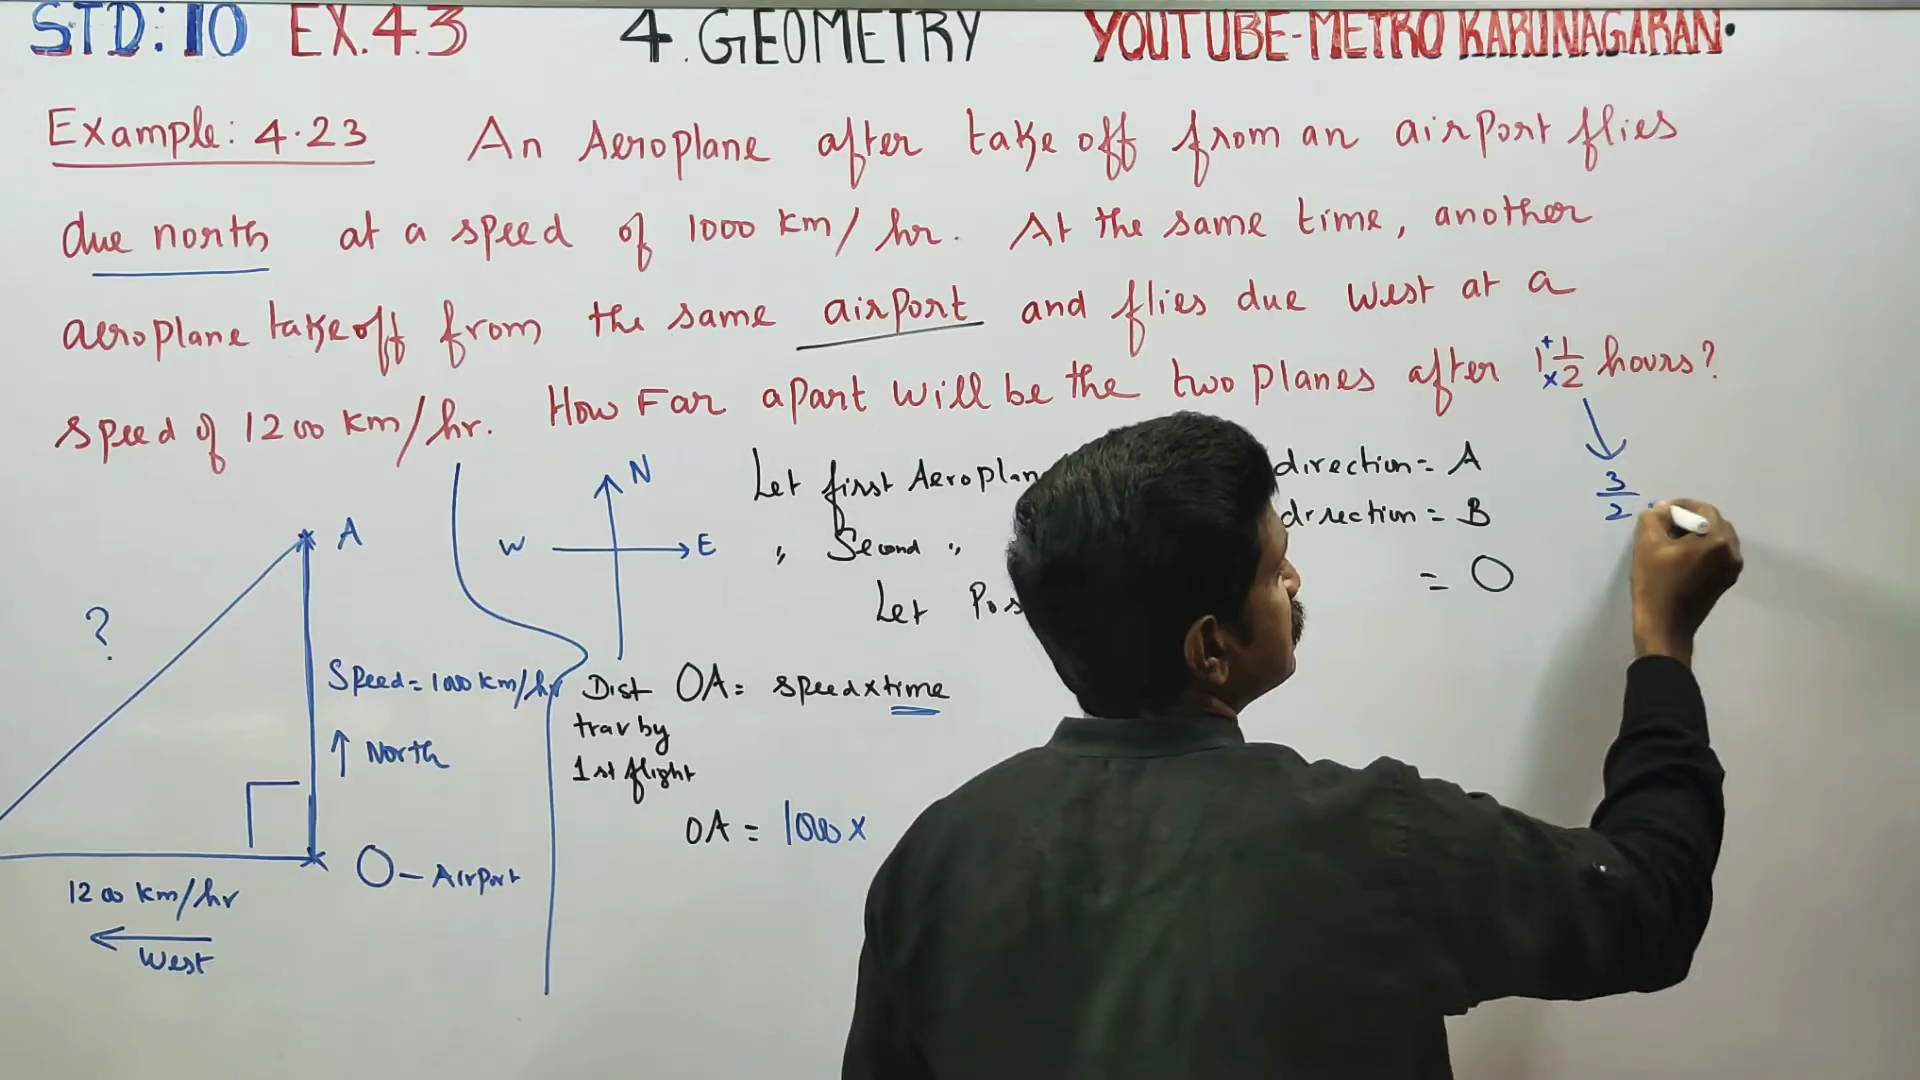 STD: 10 EX.4.3 4. GEOMETRY YOUTUBE-METRO KARUNAGARAN.
Example: 4.23 An Aeroplane after take off from an airport flies
due north at a speed of 1000 km/hr. At the same time, another
aeroplane takeoff from the same airport and flies due west at a
speed of 1200 km/hr. How Far apart will be the two planes after 1 1/2 hours?
+
×
3/2
N
W E
Let first Aeroplan direction = A
,, Second ,, direction = B
Let = O
A
?
Speed = 1000 km/hr
↑ North
O - Airport
1200 km/hr
← West
Dist OA = speed × time
trav by
1st flight
OA = 1000 ×